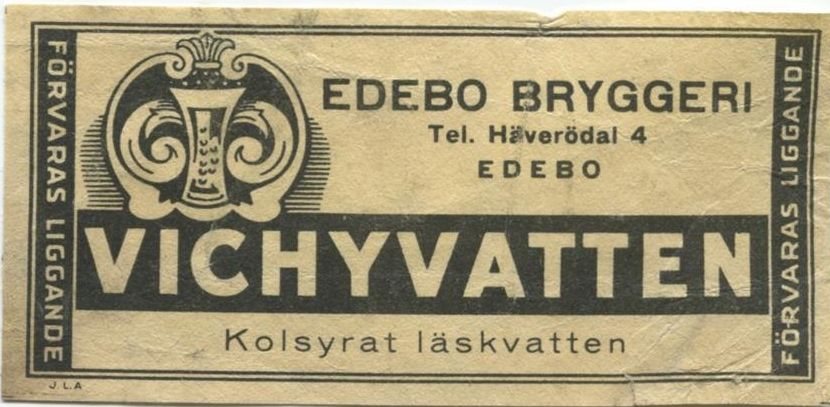 FÖRVARAS LIGGANDE
EDEBO BRYGGERI
Tel. Häverödal 4
EDEBO
VICHYVATTEN
Kolsyrat läskvatten
FÖRVARAS LIGGANDE
J.L.A